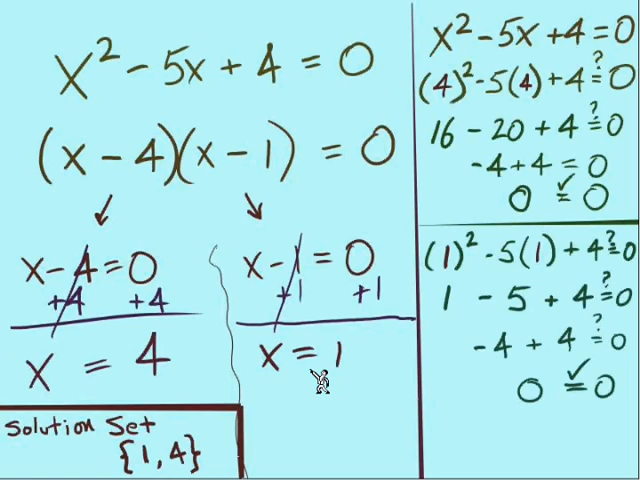 x² - 5x + 4 = 0
(x - 4)(x - 1) = 0
x - 4 = 0
+4 +4
x = 4
x - 1 = 0
+1 +1
x = 1
Solution Set
{1, 4}
x² - 5x + 4 = 0
(4)² - 5(4) + 4 ≟ 0
16 - 20 + 4 ≟ 0
-4 + 4 = 0
0 = 0 ✓
(1)² - 5(1) + 4 ≟ 0
1 - 5 + 4 ≟ 0
-4 + 4 ≟ 0
0 = 0 ✓